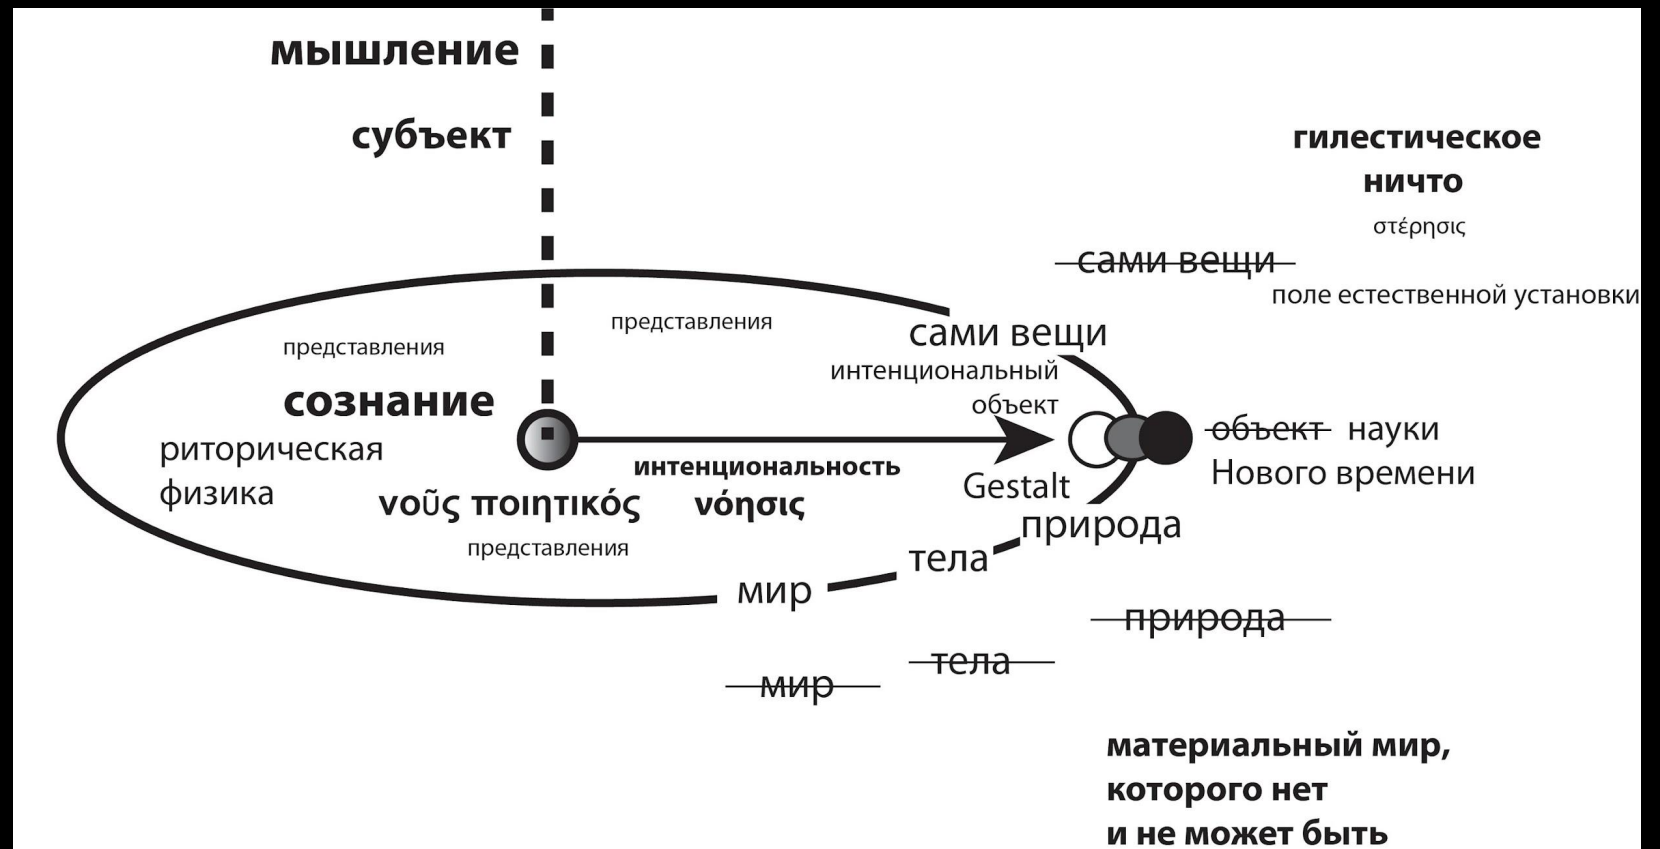 мышление
субъект
гилестическое
ничто
στέρησις
сами вещи
поле естественной установки
представления
сами вещи
представления
интенциональный
объект
сознание
объект науки
Нового времени
риторическая
физика
интенциональность
Gestalt
νοῦς ποιητικός νόησις
природа
представления
тела
мир
природа
тела
мир
материальный мир,
которого нет
и не может быть